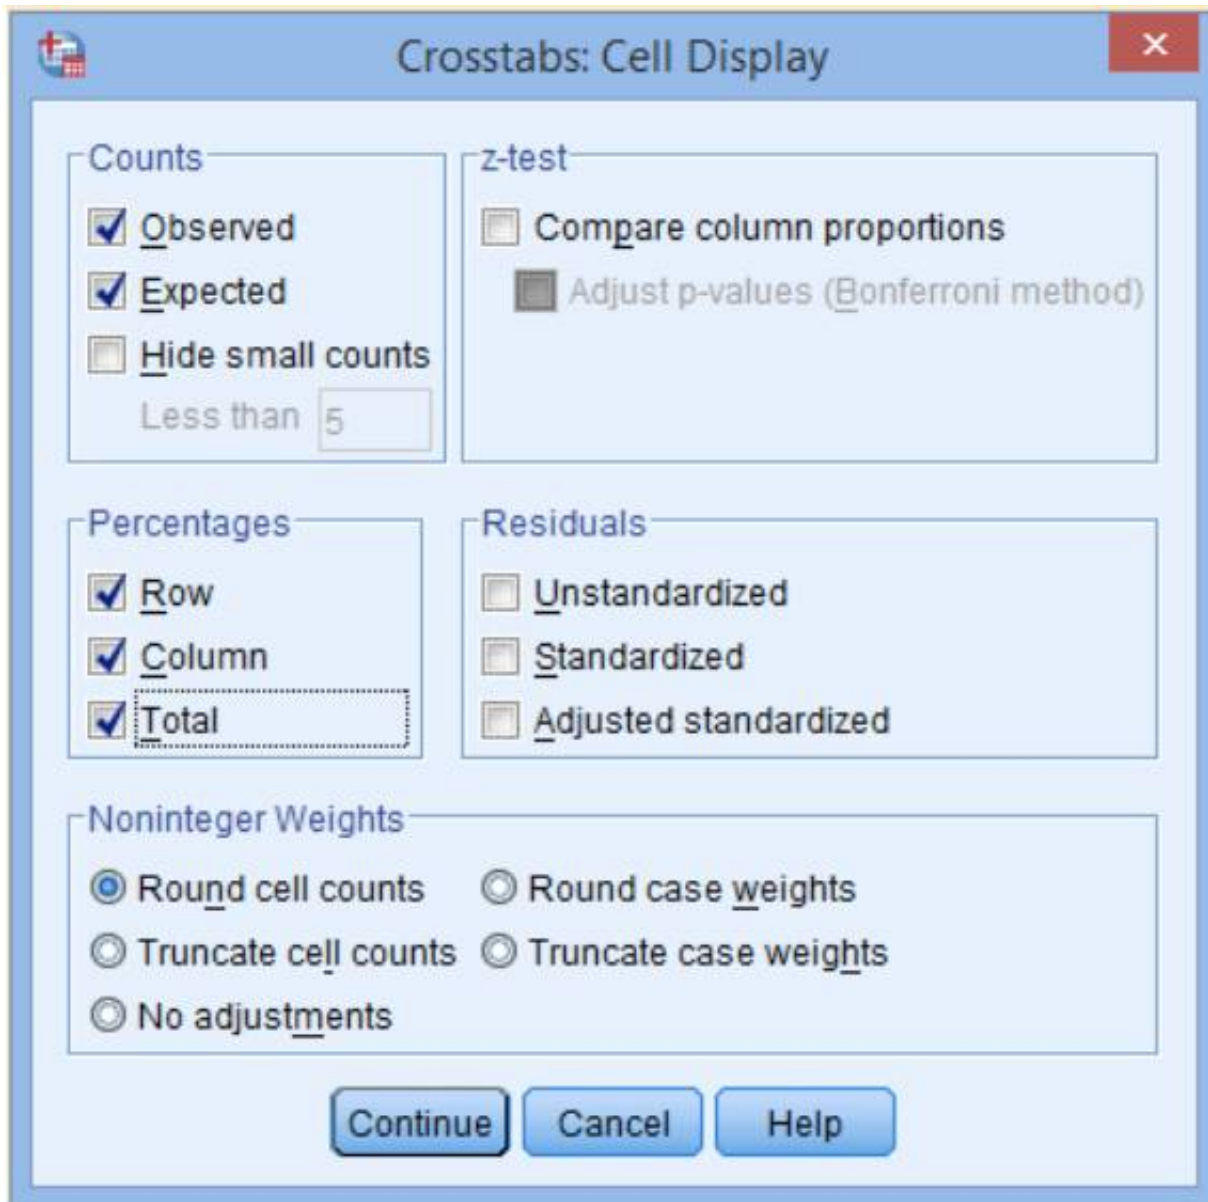 Crosstabs: Cell Display
Counts
Observed
Expected
Hide small counts
Less than 5
z-test
Compare column proportions
Adjust p-values (Bonferroni method)
Percentages
Row
Column
Total
Residuals
Unstandardized
Standardized
Adjusted standardized
Noninteger Weights
Round cell counts Round case weights
Truncate cell counts Truncate case weights
No adjustments
Continue Cancel Help